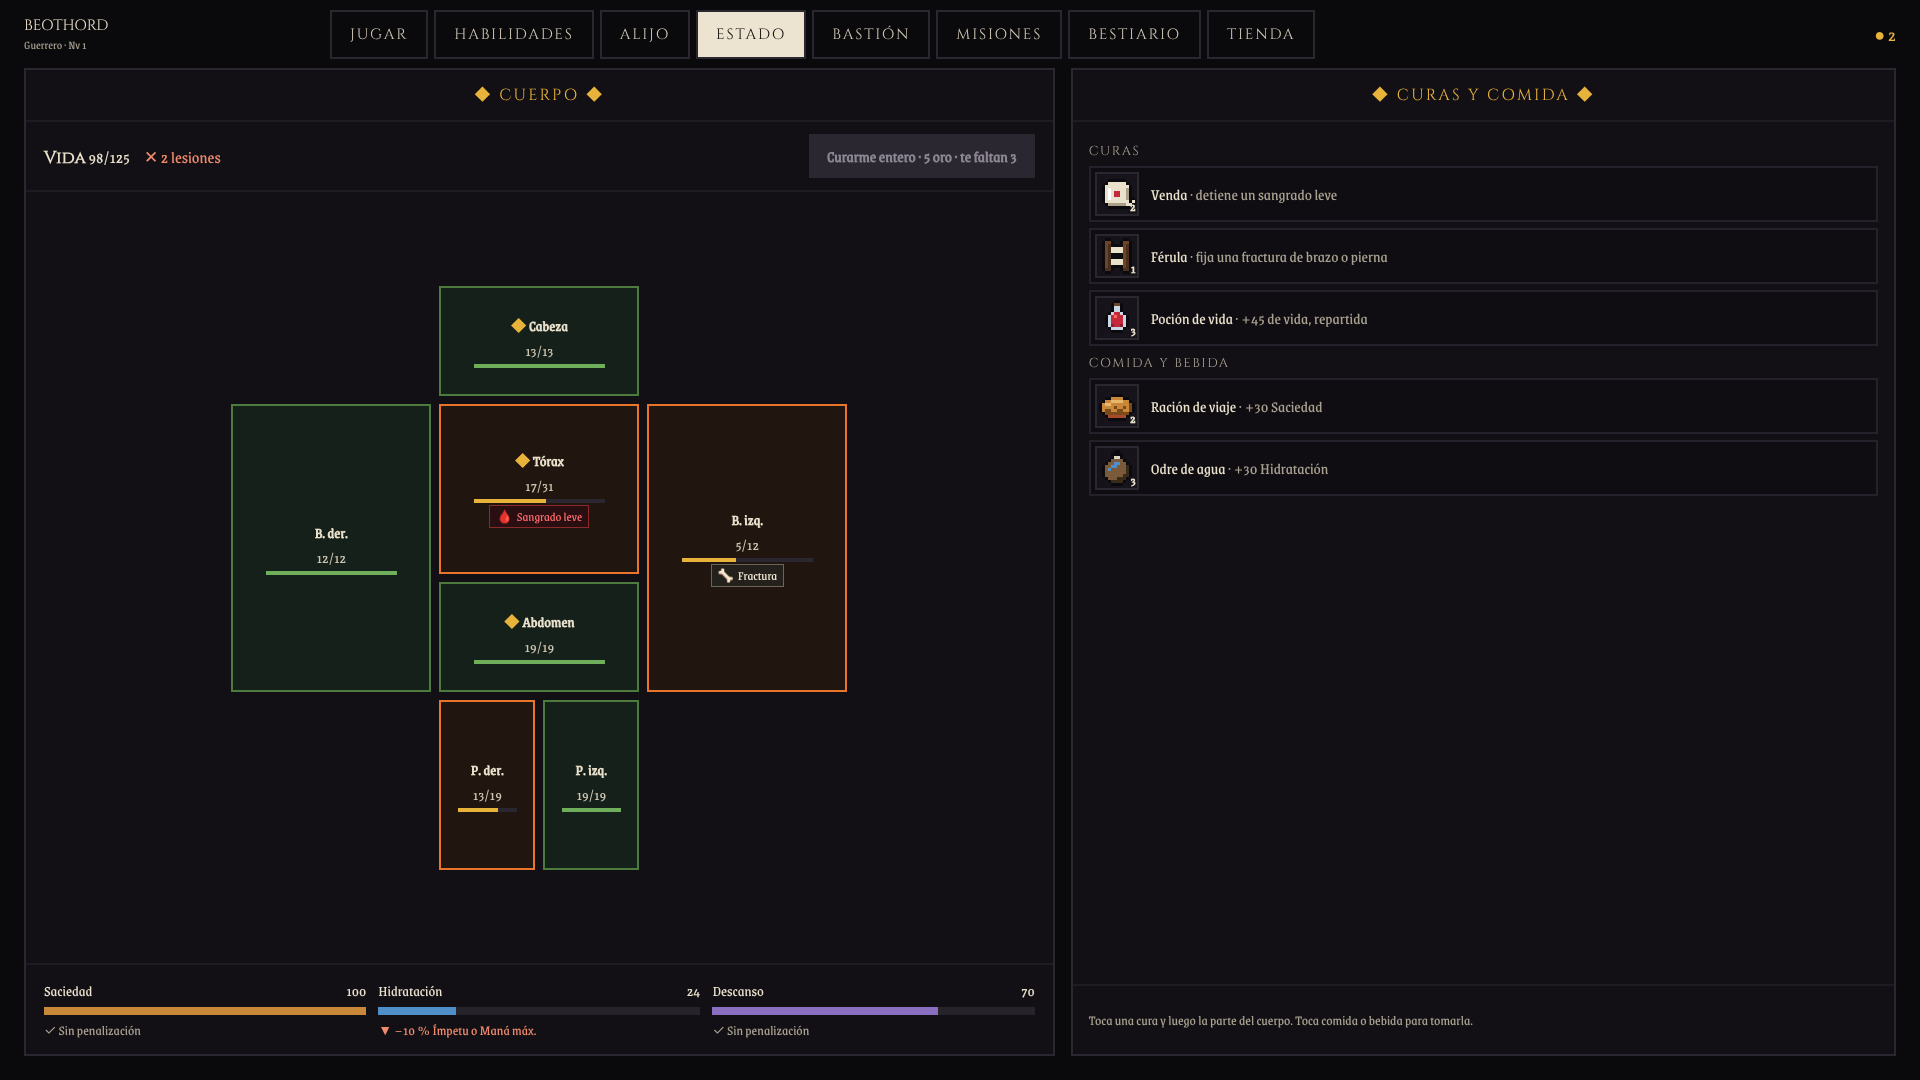 BEOTHORD
Guerrero · Nv 1
JUGAR
HABILIDADES
ALIJO
ESTADO
BASTIÓN
MISIONES
BESTIARIO
TIENDA
2
CUERPO
VIDA 98/125
✕ 2 lesiones
Curarme entero · 5 oro · te faltan 3
Cabeza
13/13
B. der.
12/12
Tórax
17/31
Sangrado leve
B. izq.
5/12
Fractura
Abdomen
19/19
P. der.
13/19
P. izq.
19/19
Saciedad 100
✓ Sin penalización
Hidratación 24
▼ −10 % Ímpetu o Maná máx.
Descanso 70
✓ Sin penalización
CURAS Y COMIDA
CURAS
2
Venda · detiene un sangrado leve
1
Férula · fija una fractura de brazo o pierna
3
Poción de vida · +45 de vida, repartida
COMIDA Y BEBIDA
2
Ración de viaje · +30 Saciedad
3
Odre de agua · +30 Hidratación
Toca una cura y luego la parte del cuerpo. Toca comida o bebida para tomarla.